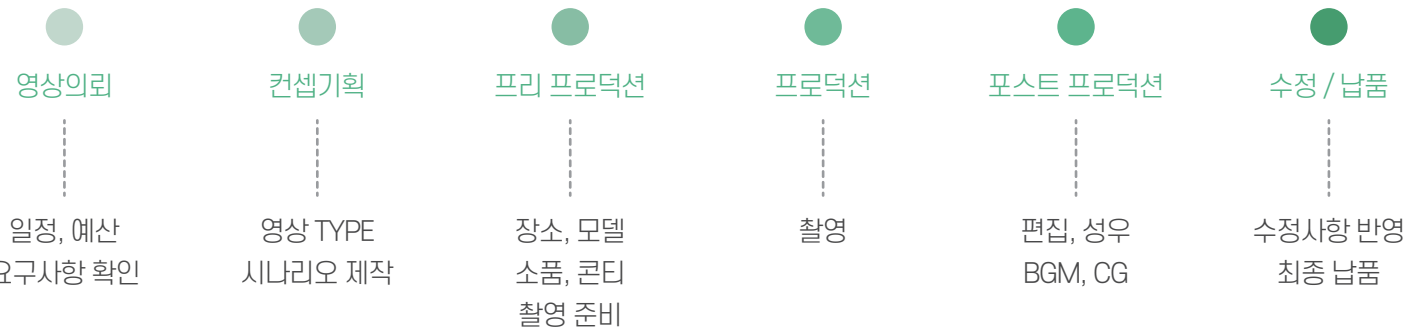 영상의뢰
일정, 예산
요구사항 확인
컨셉기획
영상 TYPE
시나리오 제작
프리 프로덕션
장소, 모델
소품, 콘티
촬영 준비
프로덕션
촬영
포스트 프로덕션
편집, 성우
BGM, CG
수정 / 납품
수정사항 반영
최종 납품